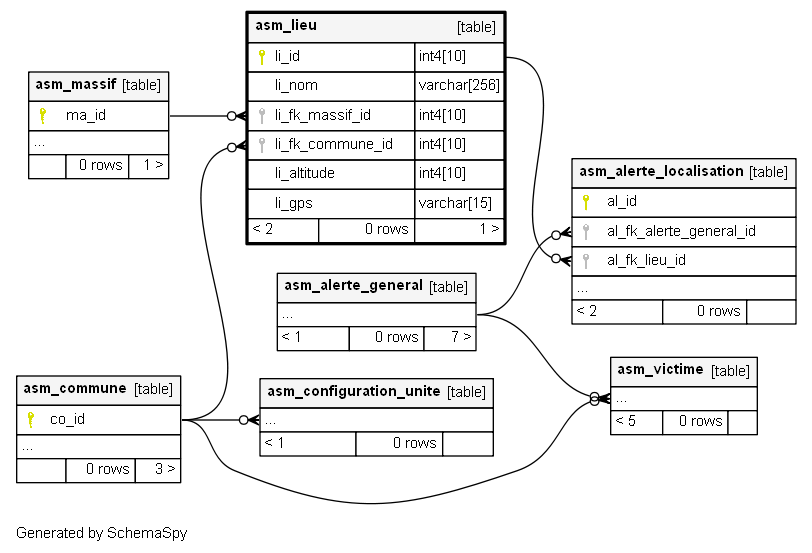 asm_lieu [table]
li_id int4[10]
li_nom varchar[256]
li_fk_massif_id int4[10]
li_fk_commune_id int4[10]
li_altitude int4[10]
li_gps varchar[15]
< 2 0 rows 1 >
asm_massif [table]
ma_id
...
0 rows 1 >
asm_alerte_localisation [table]
al_id
al_fk_alerte_general_id
al_fk_lieu_id
...
< 2 0 rows
asm_alerte_general [table]
...
< 1 0 rows 7 >
asm_victime [table]
...
< 5 0 rows
asm_commune [table]
co_id
...
0 rows 3 >
asm_configuration_unite [table]
...
< 1 0 rows
Generated by SchemaSpy